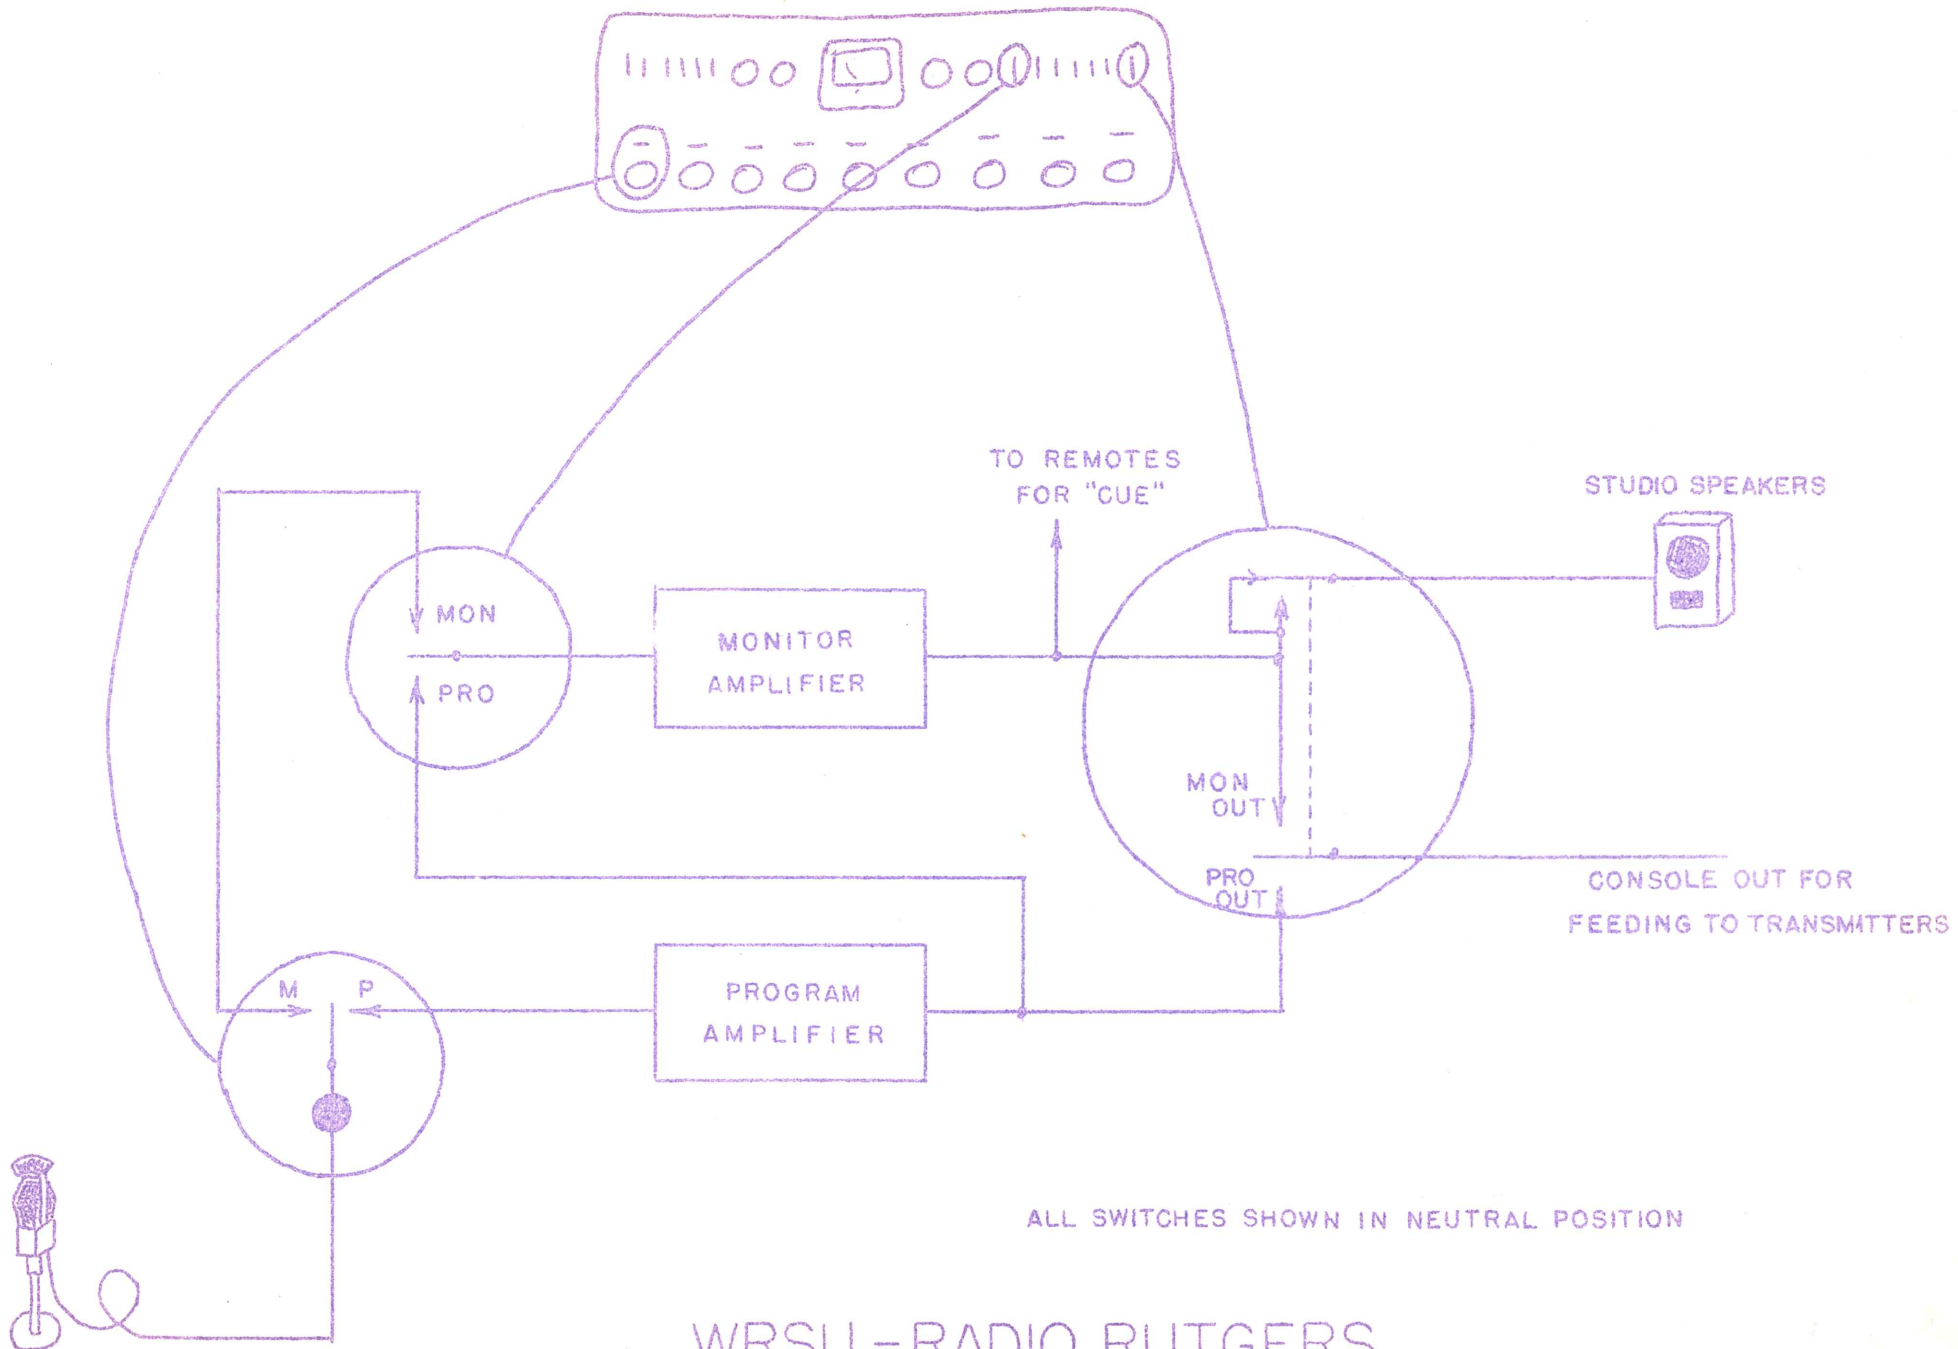 TO REMOTES
FOR "CUE"
STUDIO SPEAKERS
MON
PRO
MONITOR
AMPLIFIER
MON
OUT
PRO
OUT
CONSOLE OUT FOR
FEEDING TO TRANSMITTERS
M P
PROGRAM
AMPLIFIER
ALL SWITCHES SHOWN IN NEUTRAL POSITION
WRSU-RADIO RUTGERS